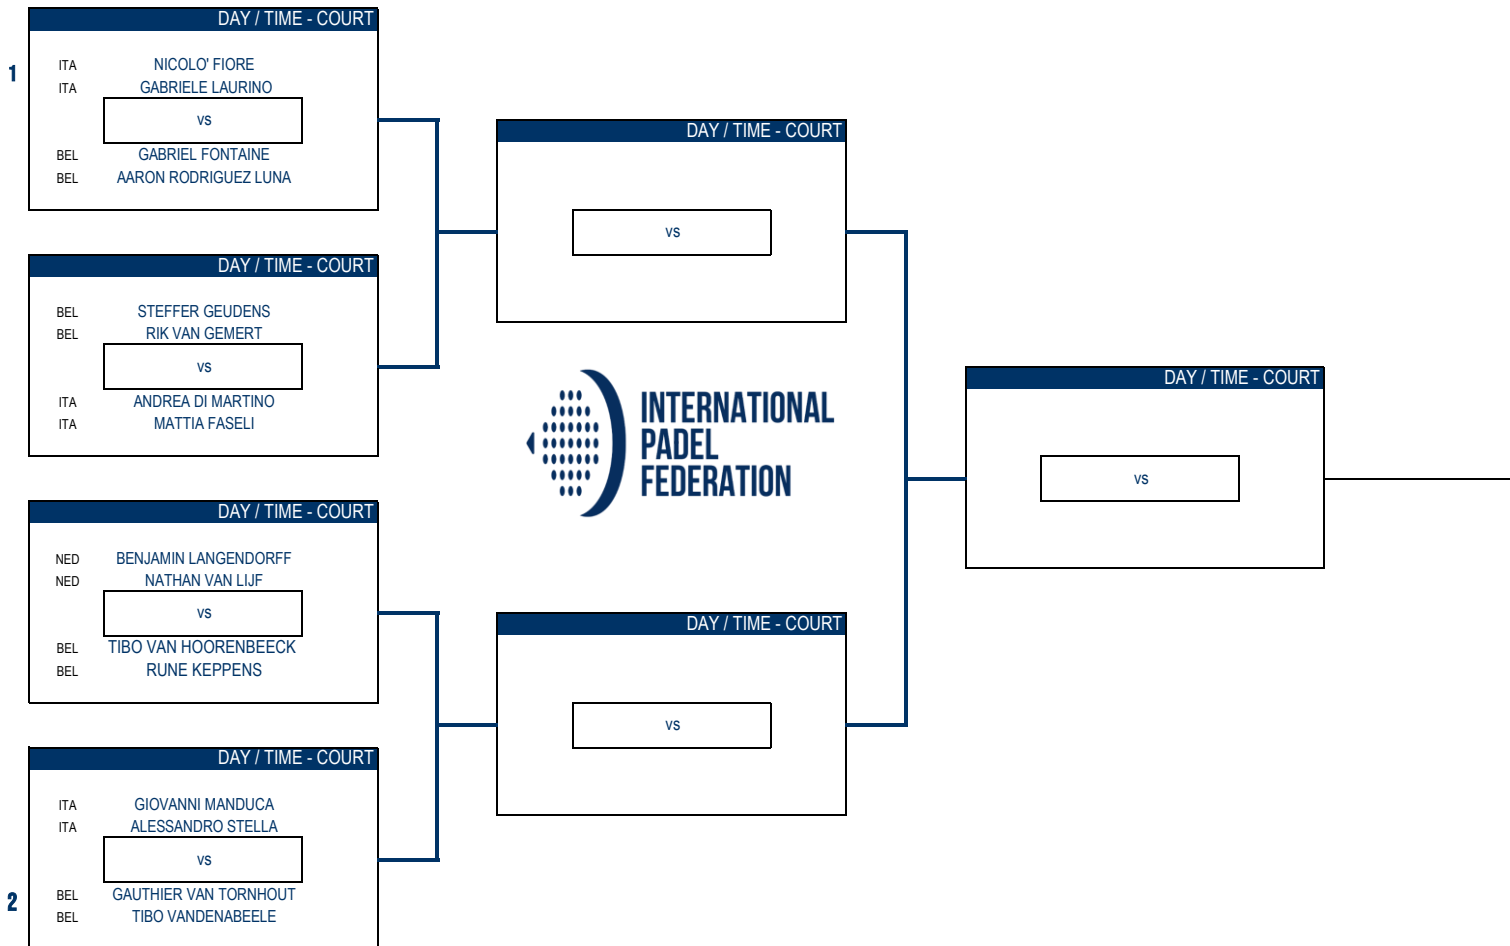 DAY / TIME - COURT
1
ITA NICOLO' FIORE
ITA GABRIELE LAURINO
VS
BEL GABRIEL FONTAINE
BEL AARON RODRIGUEZ LUNA
DAY / TIME - COURT
BEL STEFFER GEUDENS
BEL RIK VAN GEMERT
VS
ITA ANDREA DI MARTINO
ITA MATTIA FASELI
DAY / TIME - COURT
NED BENJAMIN LANGENDORFF
NED NATHAN VAN LIJF
VS
BEL TIBO VAN HOORENBEECK
BEL RUNE KEPPENS
DAY / TIME - COURT
ITA GIOVANNI MANDUCA
ITA ALESSANDRO STELLA
VS
2
BEL GAUTHIER VAN TORNHOUT
BEL TIBO VANDENABEELE
DAY / TIME - COURT
VS
INTERNATIONAL
PADEL
FEDERATION
DAY / TIME - COURT
VS
DAY / TIME - COURT
VS